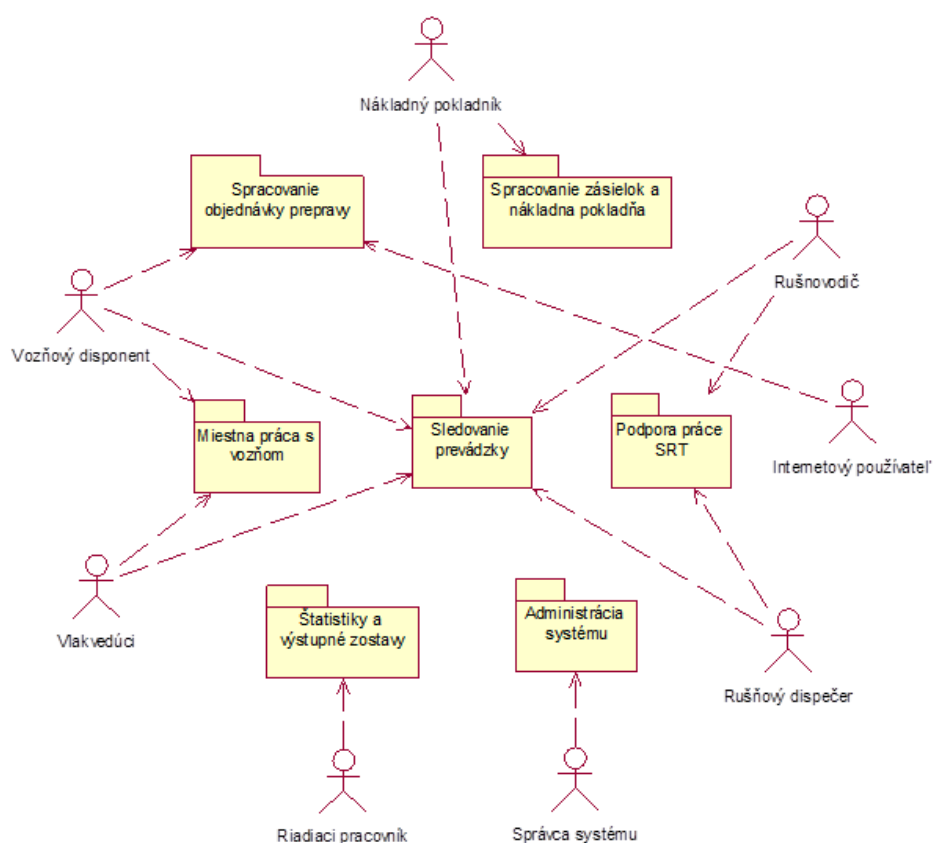 Nákladný pokladník
Spracovanie
objednávky prepravy
Spracovanie zásielok a
nákladna pokladňa
Rušnovodič
Vozňový disponent
Internetový používateľ
Miestna práca s
vozňom
Sledovanie
prevádzky
Podpora práce
SRT
Vlakvedúci
Štatistiky a
výstupné zostavy
Administrácia
systému
Rušňový dispečer
Riadiaci pracovník
Správca systému